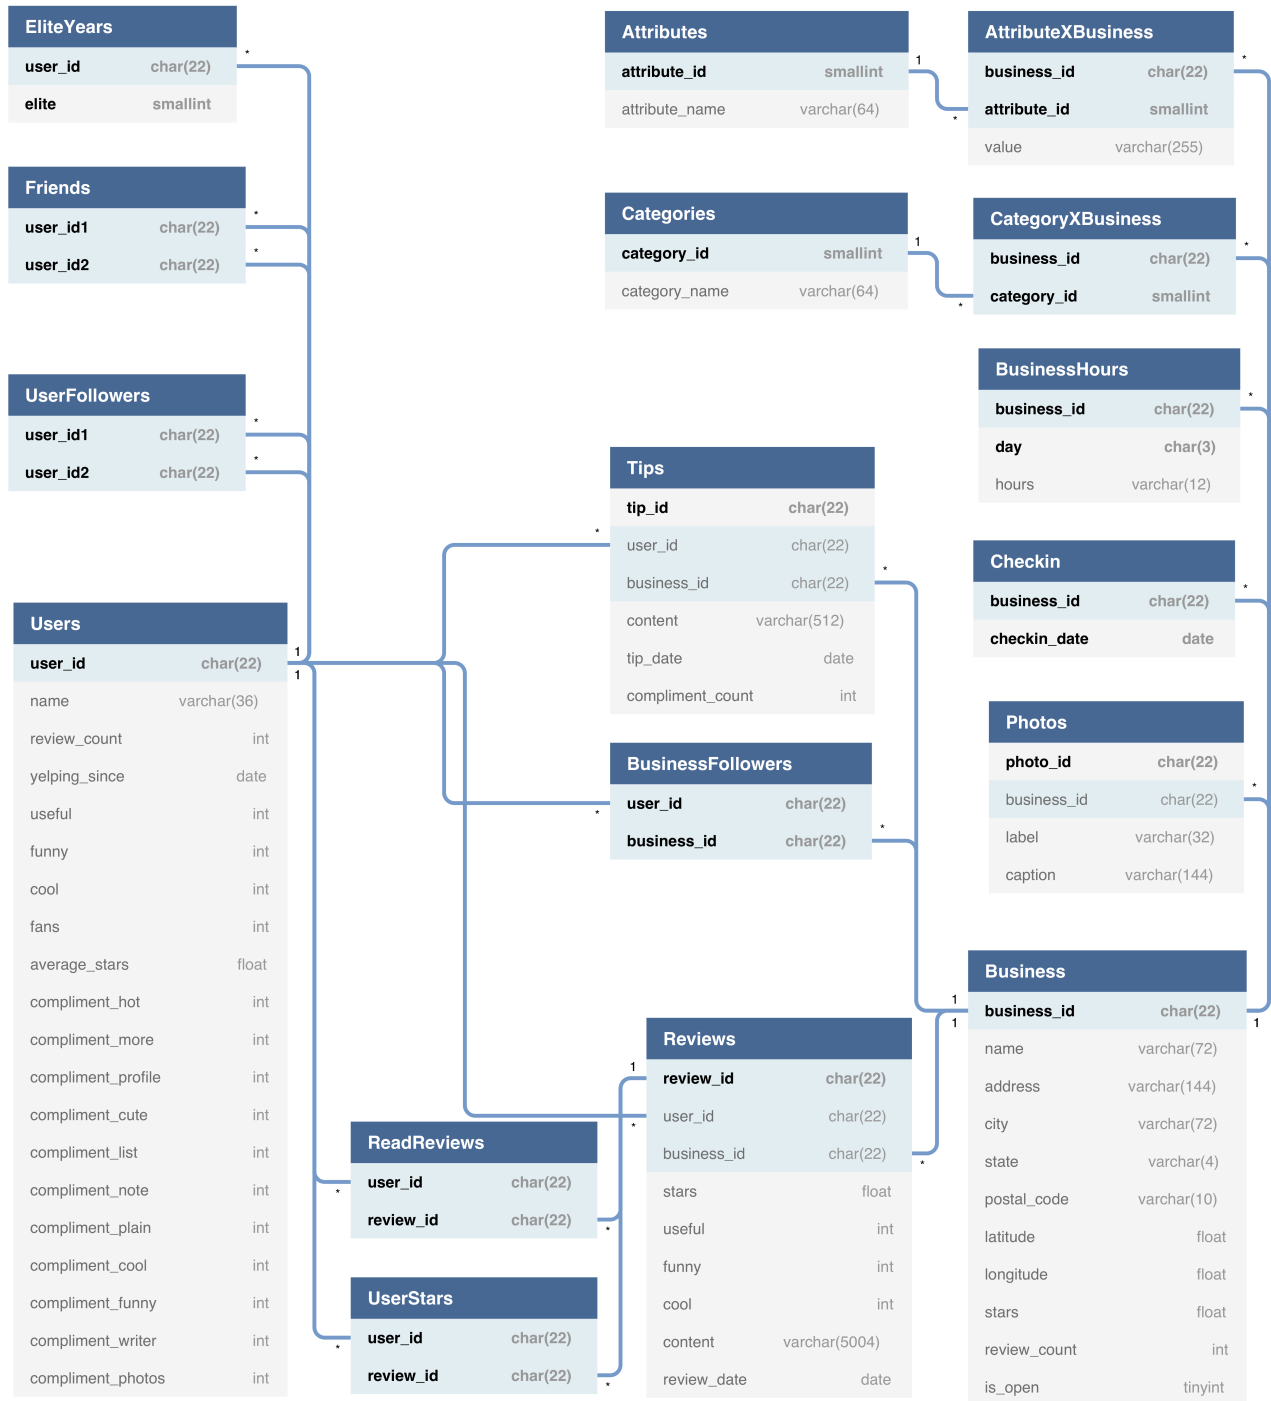 EliteYears
user_id char(22)
elite smallint
*
Friends
user_id1 char(22)
user_id2 char(22)
*
*
UserFollowers
user_id1 char(22)
user_id2 char(22)
*
*
Users
user_id char(22)
name varchar(36)
review_count int
yelping_since date
useful int
funny int
cool int
fans int
average_stars float
compliment_hot int
compliment_more int
compliment_profile int
compliment_cute int
compliment_list int
compliment_note int
compliment_plain int
compliment_cool int
compliment_funny int
compliment_writer int
compliment_photos int
1
1
ReadReviews
user_id char(22)
review_id char(22)
*
*
UserStars
user_id char(22)
review_id char(22)
*
*
Attributes
attribute_id smallint
attribute_name varchar(64)
1
*
Categories
category_id smallint
category_name varchar(64)
1
*
Tips
tip_id char(22)
user_id char(22)
business_id char(22)
content varchar(512)
tip_date date
compliment_count int
*
*
BusinessFollowers
user_id char(22)
business_id char(22)
*
*
Reviews
review_id char(22)
user_id char(22)
business_id char(22)
stars float
useful int
funny int
cool int
content varchar(5004)
review_date date
1
*
*
AttributeXBusiness
business_id char(22)
attribute_id smallint
value varchar(255)
*
CategoryXBusiness
business_id char(22)
category_id smallint
*
BusinessHours
business_id char(22)
day char(3)
hours varchar(12)
*
Checkin
business_id char(22)
checkin_date date
*
Photos
photo_id char(22)
business_id char(22)
label varchar(32)
caption varchar(144)
*
Business
business_id char(22)
name varchar(72)
address varchar(144)
city varchar(72)
state varchar(4)
postal_code varchar(10)
latitude float
longitude float
stars float
review_count int
is_open tinyint
1
1
1